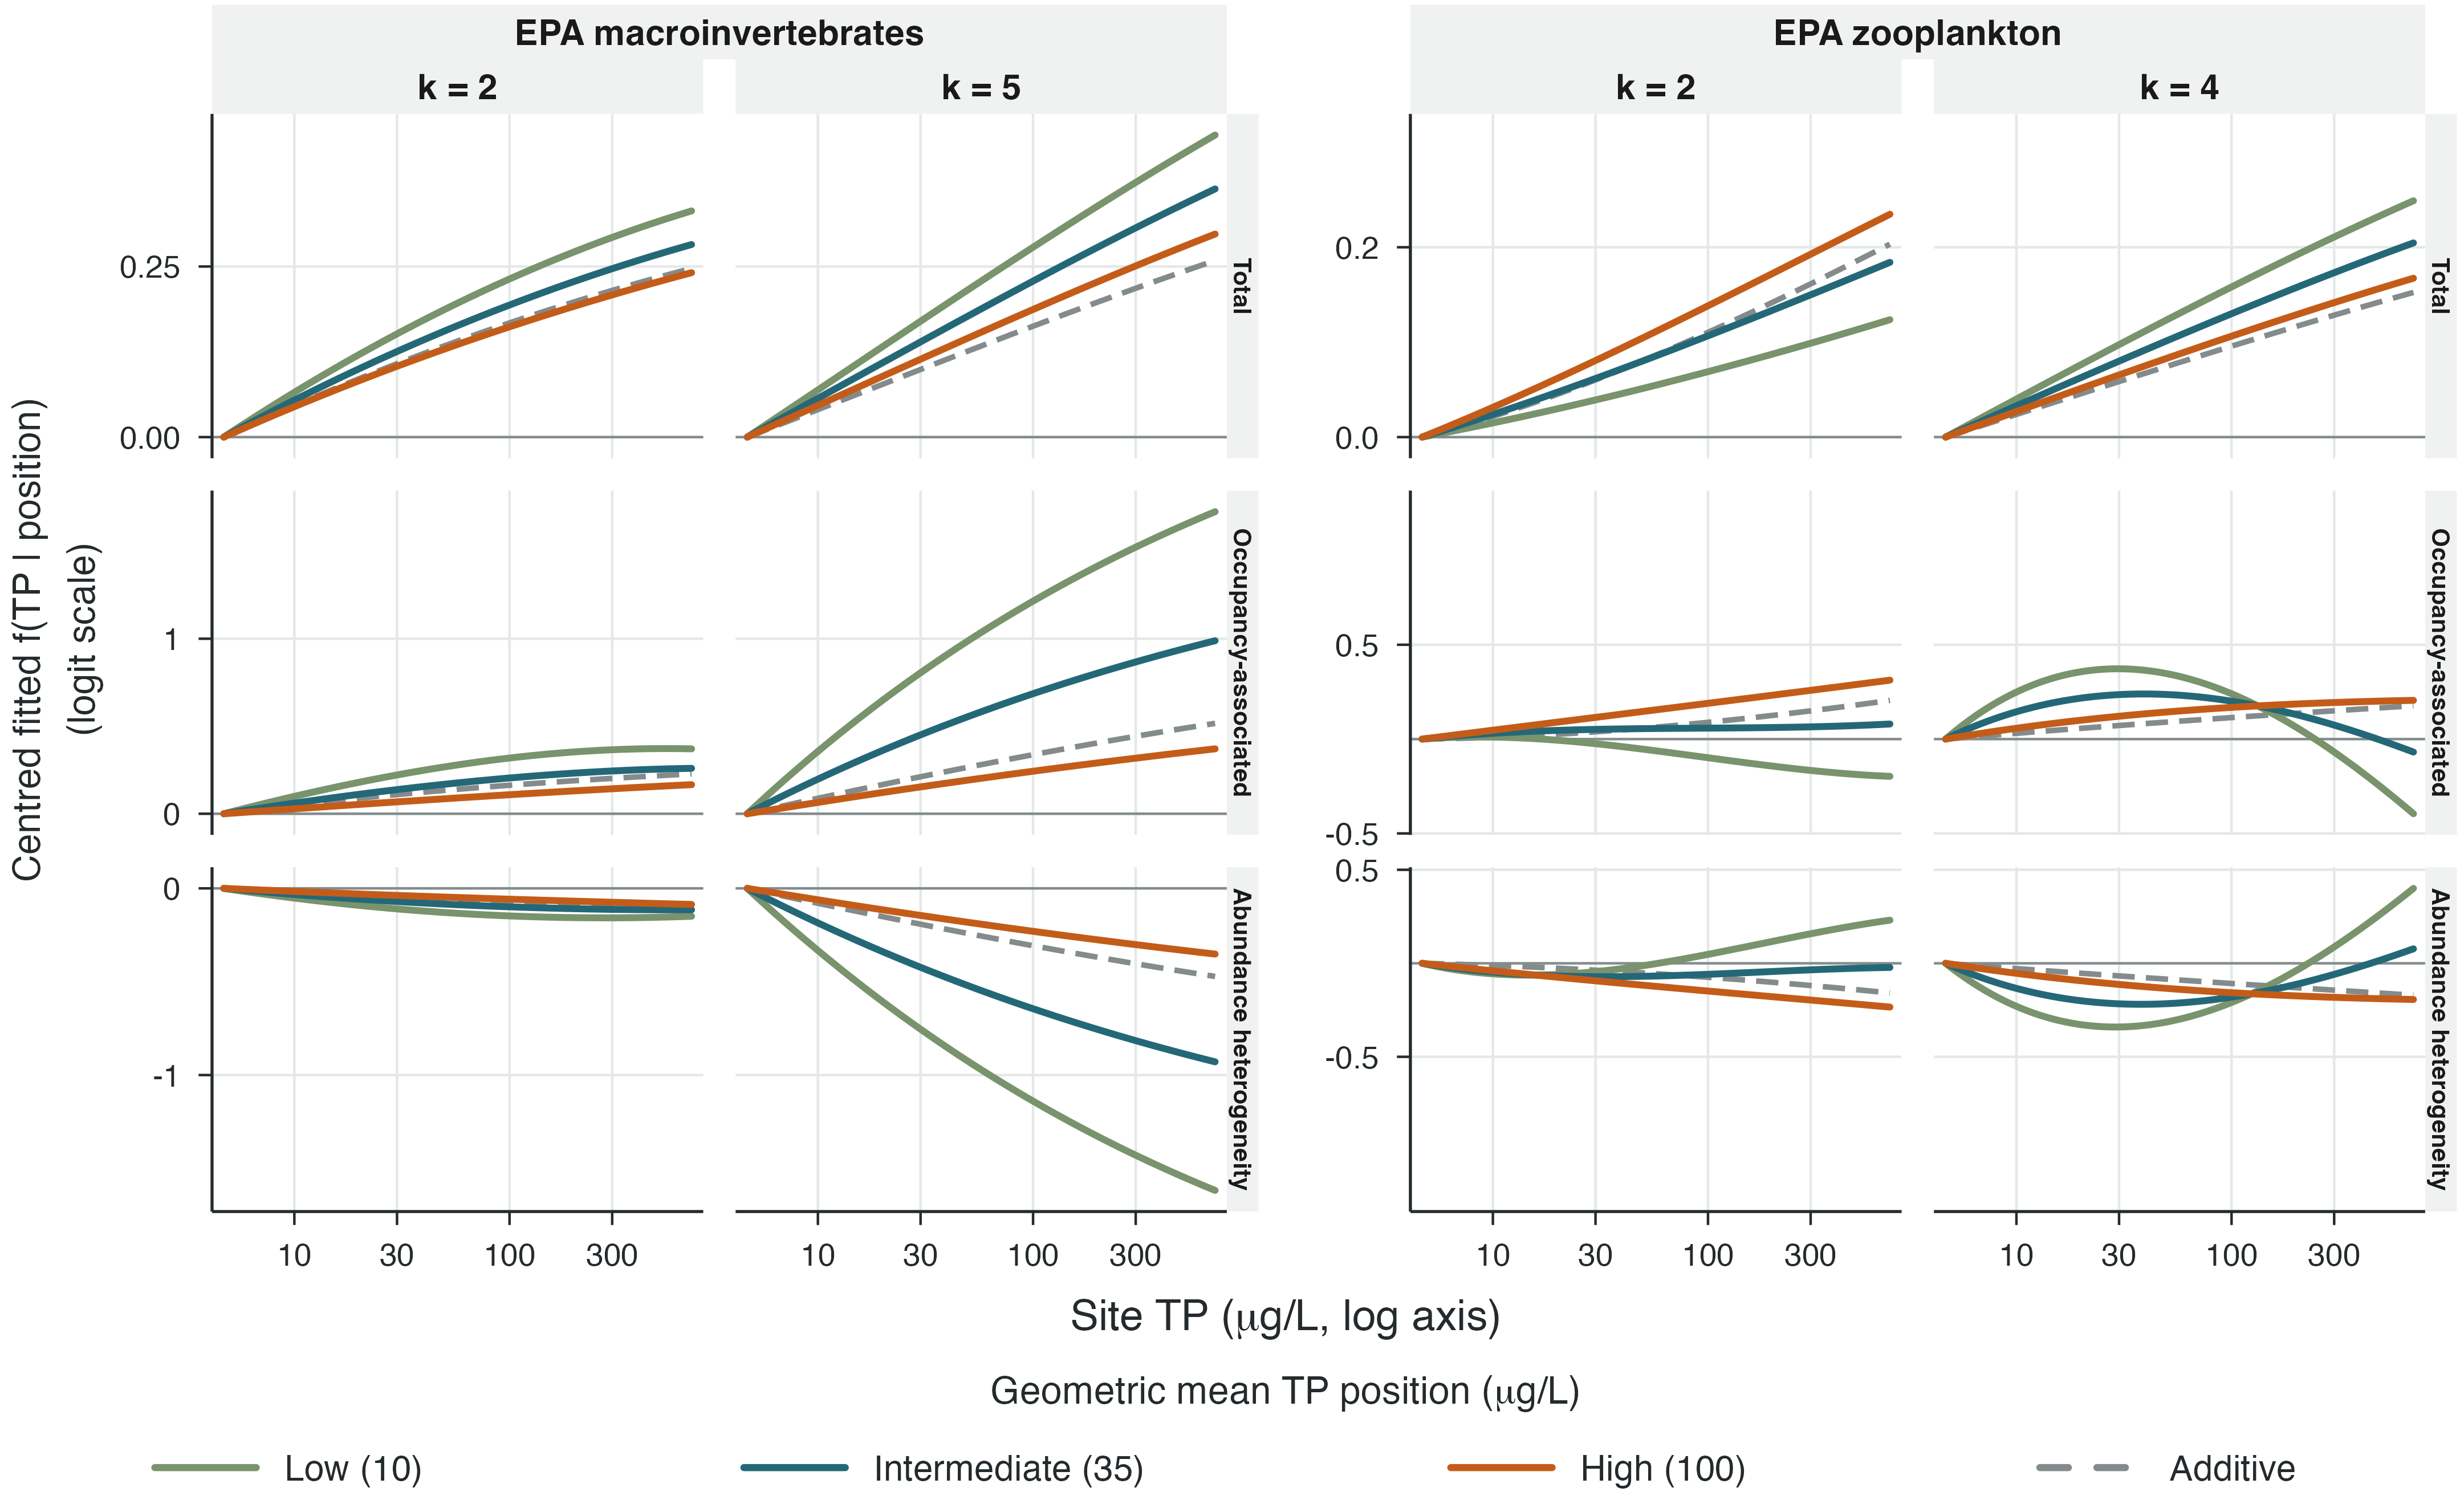 EPA macroinvertebrates
EPA zooplankton
k = 2
k = 5
k = 2
k = 4
Centred fitted f(TP | position)
(logit scale)
0.25
0.00
Total
0.2
0.0
Total
1
0
Occupancy-associated
0.5
-0.5
Occupancy-associated
0
-1
Abundance heterogeneity
0.5
-0.5
Abundance heterogeneity
10 30 100 300
10 30 100 300
10 30 100 300
10 30 100 300
Site TP (μg/L, log axis)
Geometric mean TP position (μg/L)
Low (10)
Intermediate (35)
High (100)
Additive